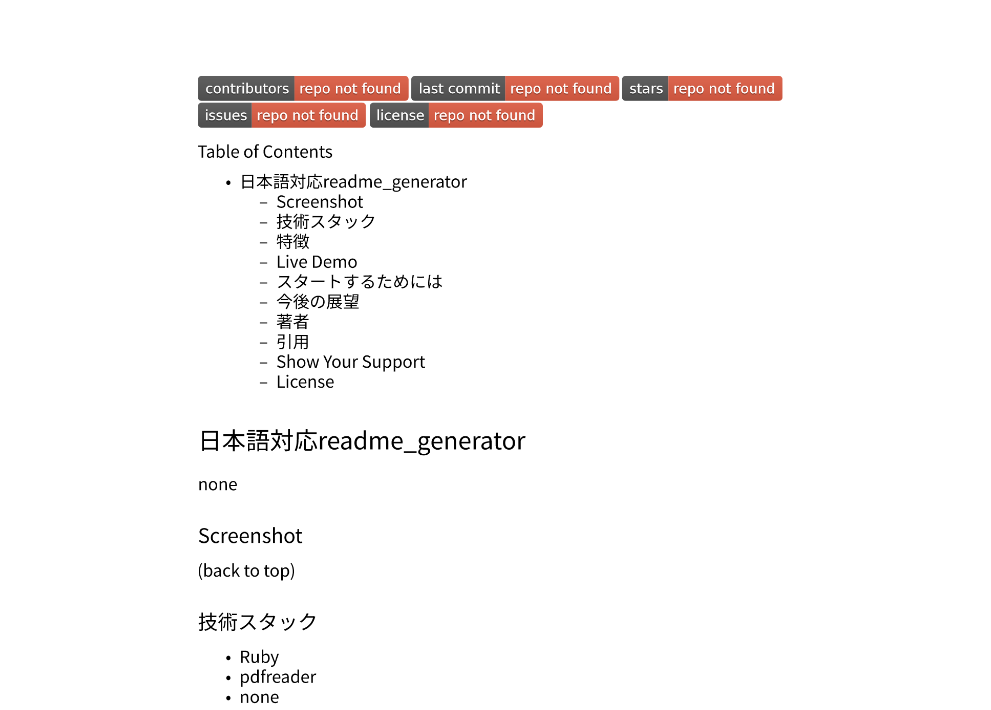 contributors repo not found last commit repo not found stars repo not found
issues repo not found license repo not found
Table of Contents
• 日本語対応readme_generator
– Screenshot
– 技術スタック
– 特徴
– Live Demo
– スタートするためには
– 今後の展望
– 著者
– 引用
– Show Your Support
– License
日本語対応readme_generator
none
Screenshot
(back to top)
技術スタック
• Ruby
• pdfreader
• none